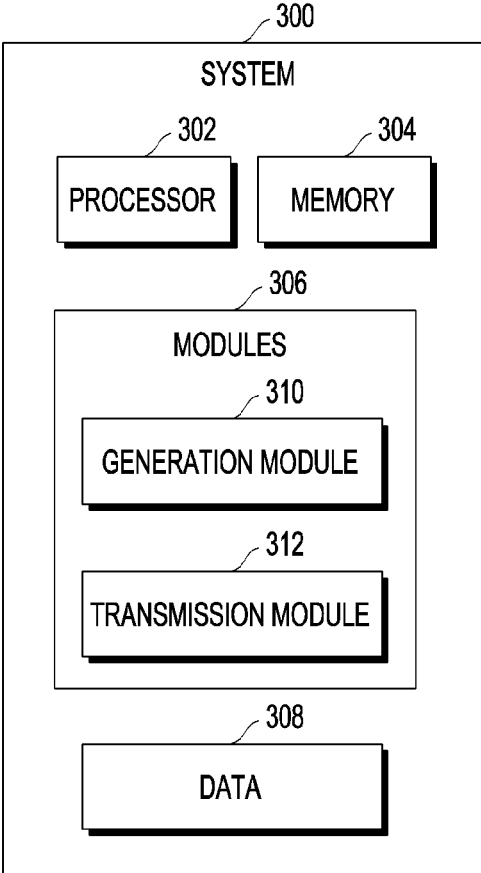 300
SYSTEM
302
304
PROCESSOR
MEMORY
306
MODULES
310
GENERATION MODULE
312
TRANSMISSION MODULE
308
DATA